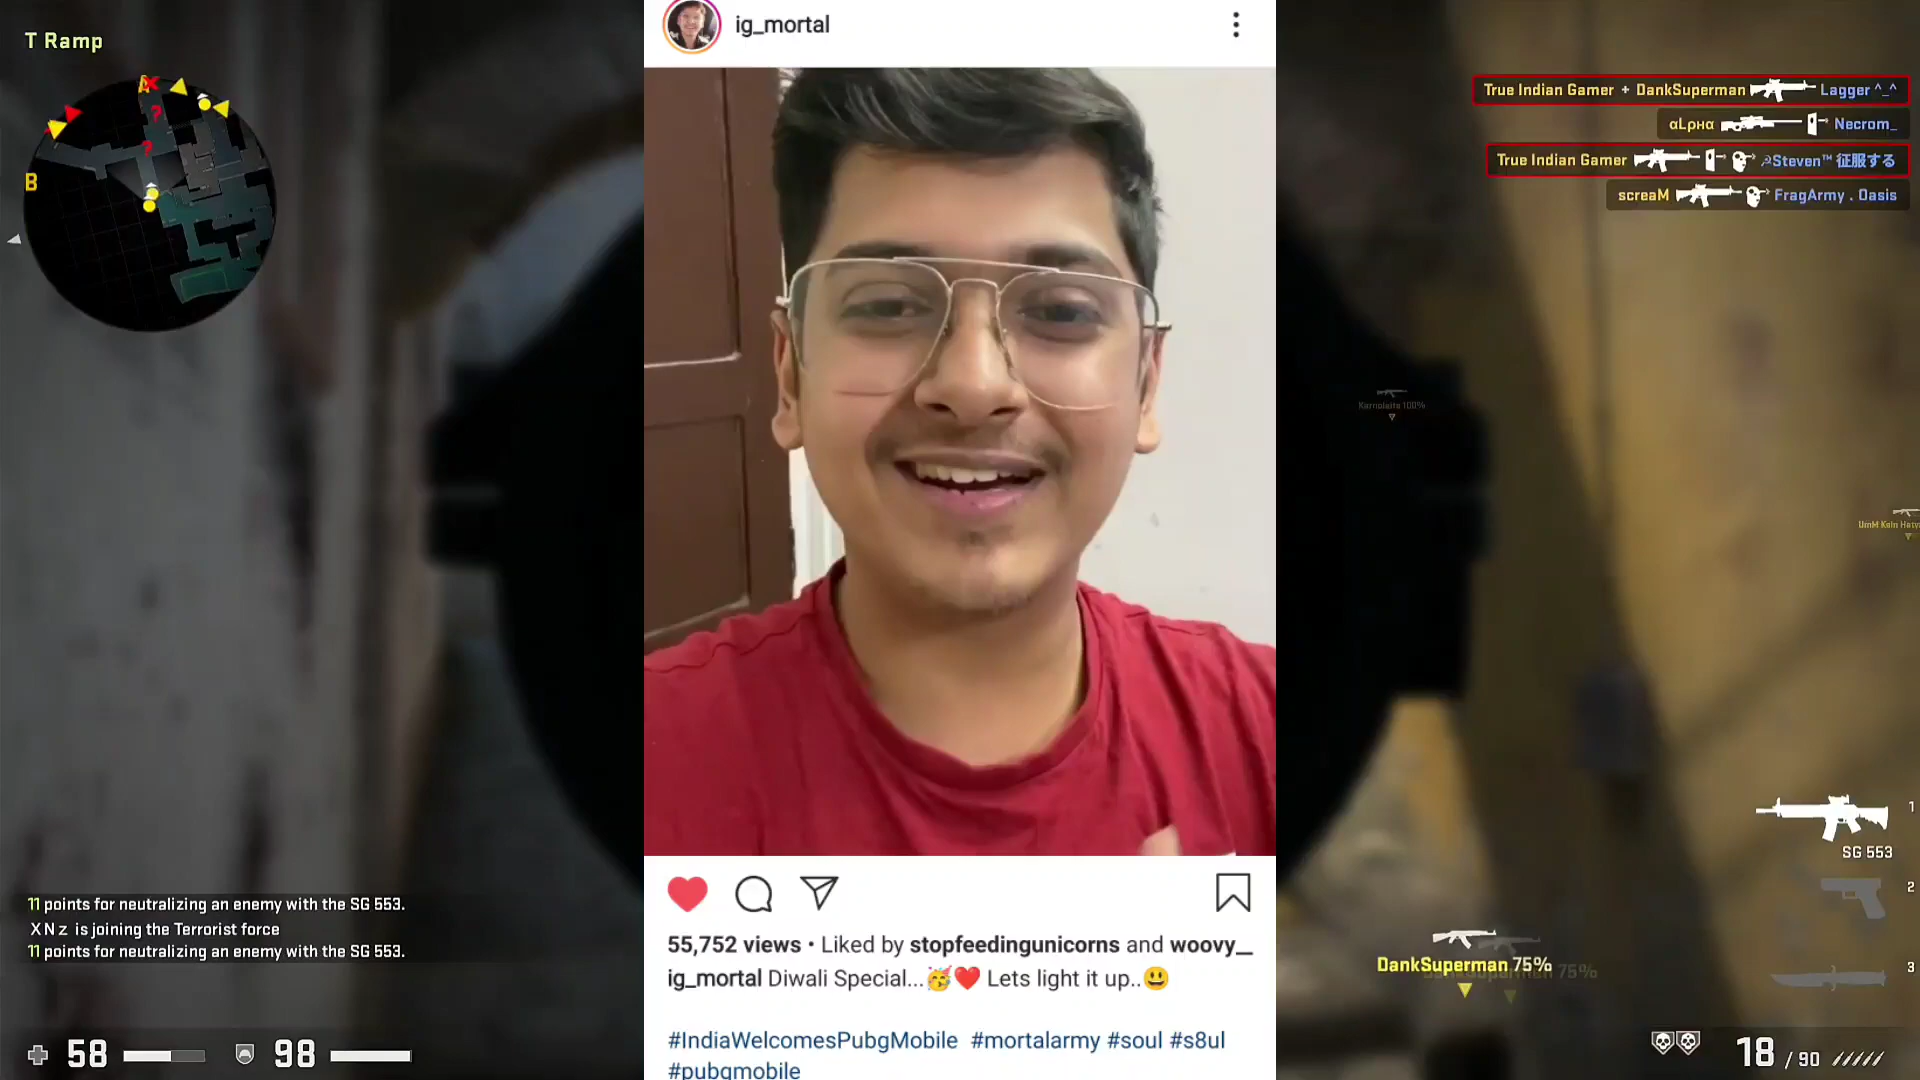 T Ramp
A
B
ig_mortal
True Indian Gamer + DankSuperman Lagger ^_^
αLρнα Necrom_
True Indian Gamer ☭Steven™ 征服する
screaM FragArmy . Oasis
75%
SG 553
1
2
3
11 points for neutralizing an enemy with the SG 553.
X N z is joining the Terrorist force
11 points for neutralizing an enemy with the SG 553.
55,752 views • Liked by stopfeedingunicorns and woovy__
ig_mortal Diwali Special...🥳❤️ Lets light it up..😃
#IndiaWelcomesPubgMobile #mortalarmy #soul #s8ul
#pubgmobile
DankSuperman 75%
58
98
18 / 90